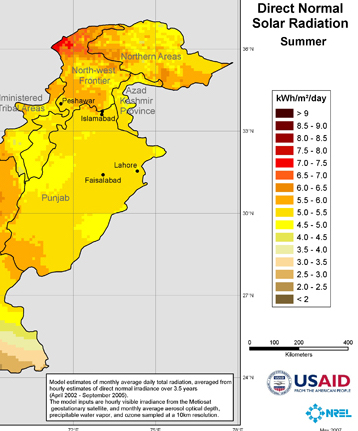 Direct Normal
Solar Radiation
Summer
36°N
Northern Areas
North-west
Frontier
Azad
Kashmir
Province
ministered
Tribal Areas
Peshawar
Islamabad
33°N
Lahore
Faisalabad
Punjab
30°N
27°N
24°N
kWh/m²/day
> 9
8.5 - 9.0
8.0 - 8.5
7.5 - 8.0
7.0 - 7.5
6.5 - 7.0
6.0 - 6.5
5.5 - 6.0
5.0 - 5.5
4.5 - 5.0
4.0 - 4.5
3.5 - 4.0
3.0 - 3.5
2.5 - 3.0
2.0 - 2.5
< 2
100 0 100 200 400
Kilometers
Model estimates of monthly average daily total radiation, averaged from
hourly estimates of direct normal irradiance over 3.5 years
(April 2002 - September 2005).
The model inputs are hourly visible irradiance from the Meteosat
geostationary satellite, and monthly average aerosol optical depth,
precipitable water vapor, and ozone sampled at a 10km resolution.
USAID
FROM THE AMERICAN PEOPLE
NREL
May 2007